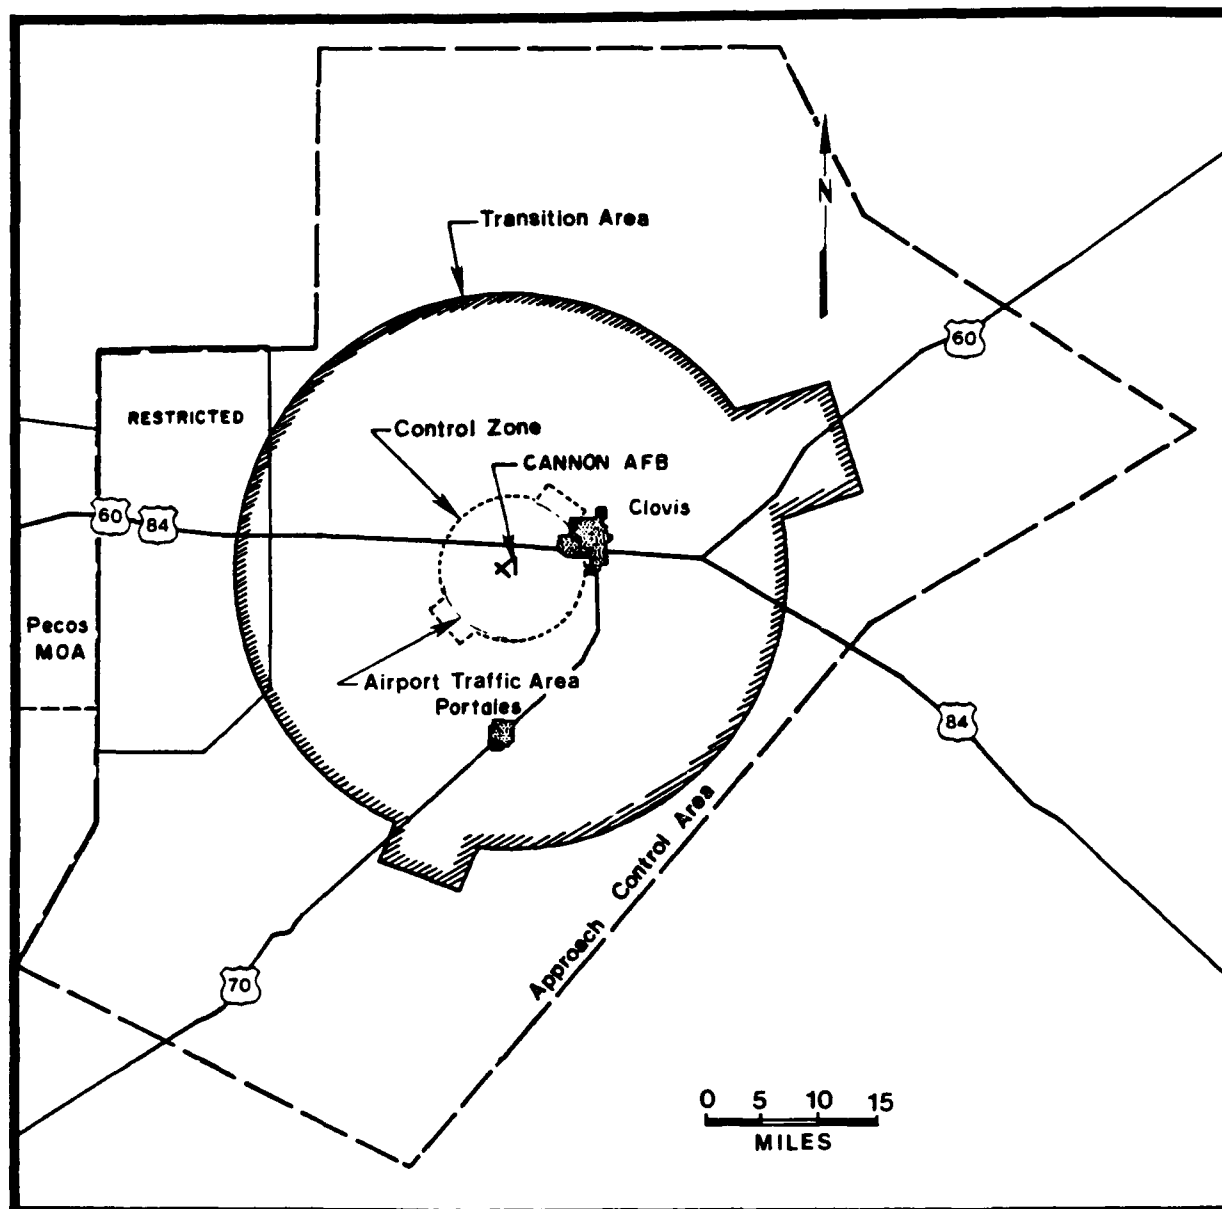 Transition Area
N
60
RESTRICTED
Control Zone
CANNON AFB
Clovis
60
84
Pecos
MOA
Airport Traffic Area
Portales
84
Approach Control Area
70
0 5 10 15
MILES